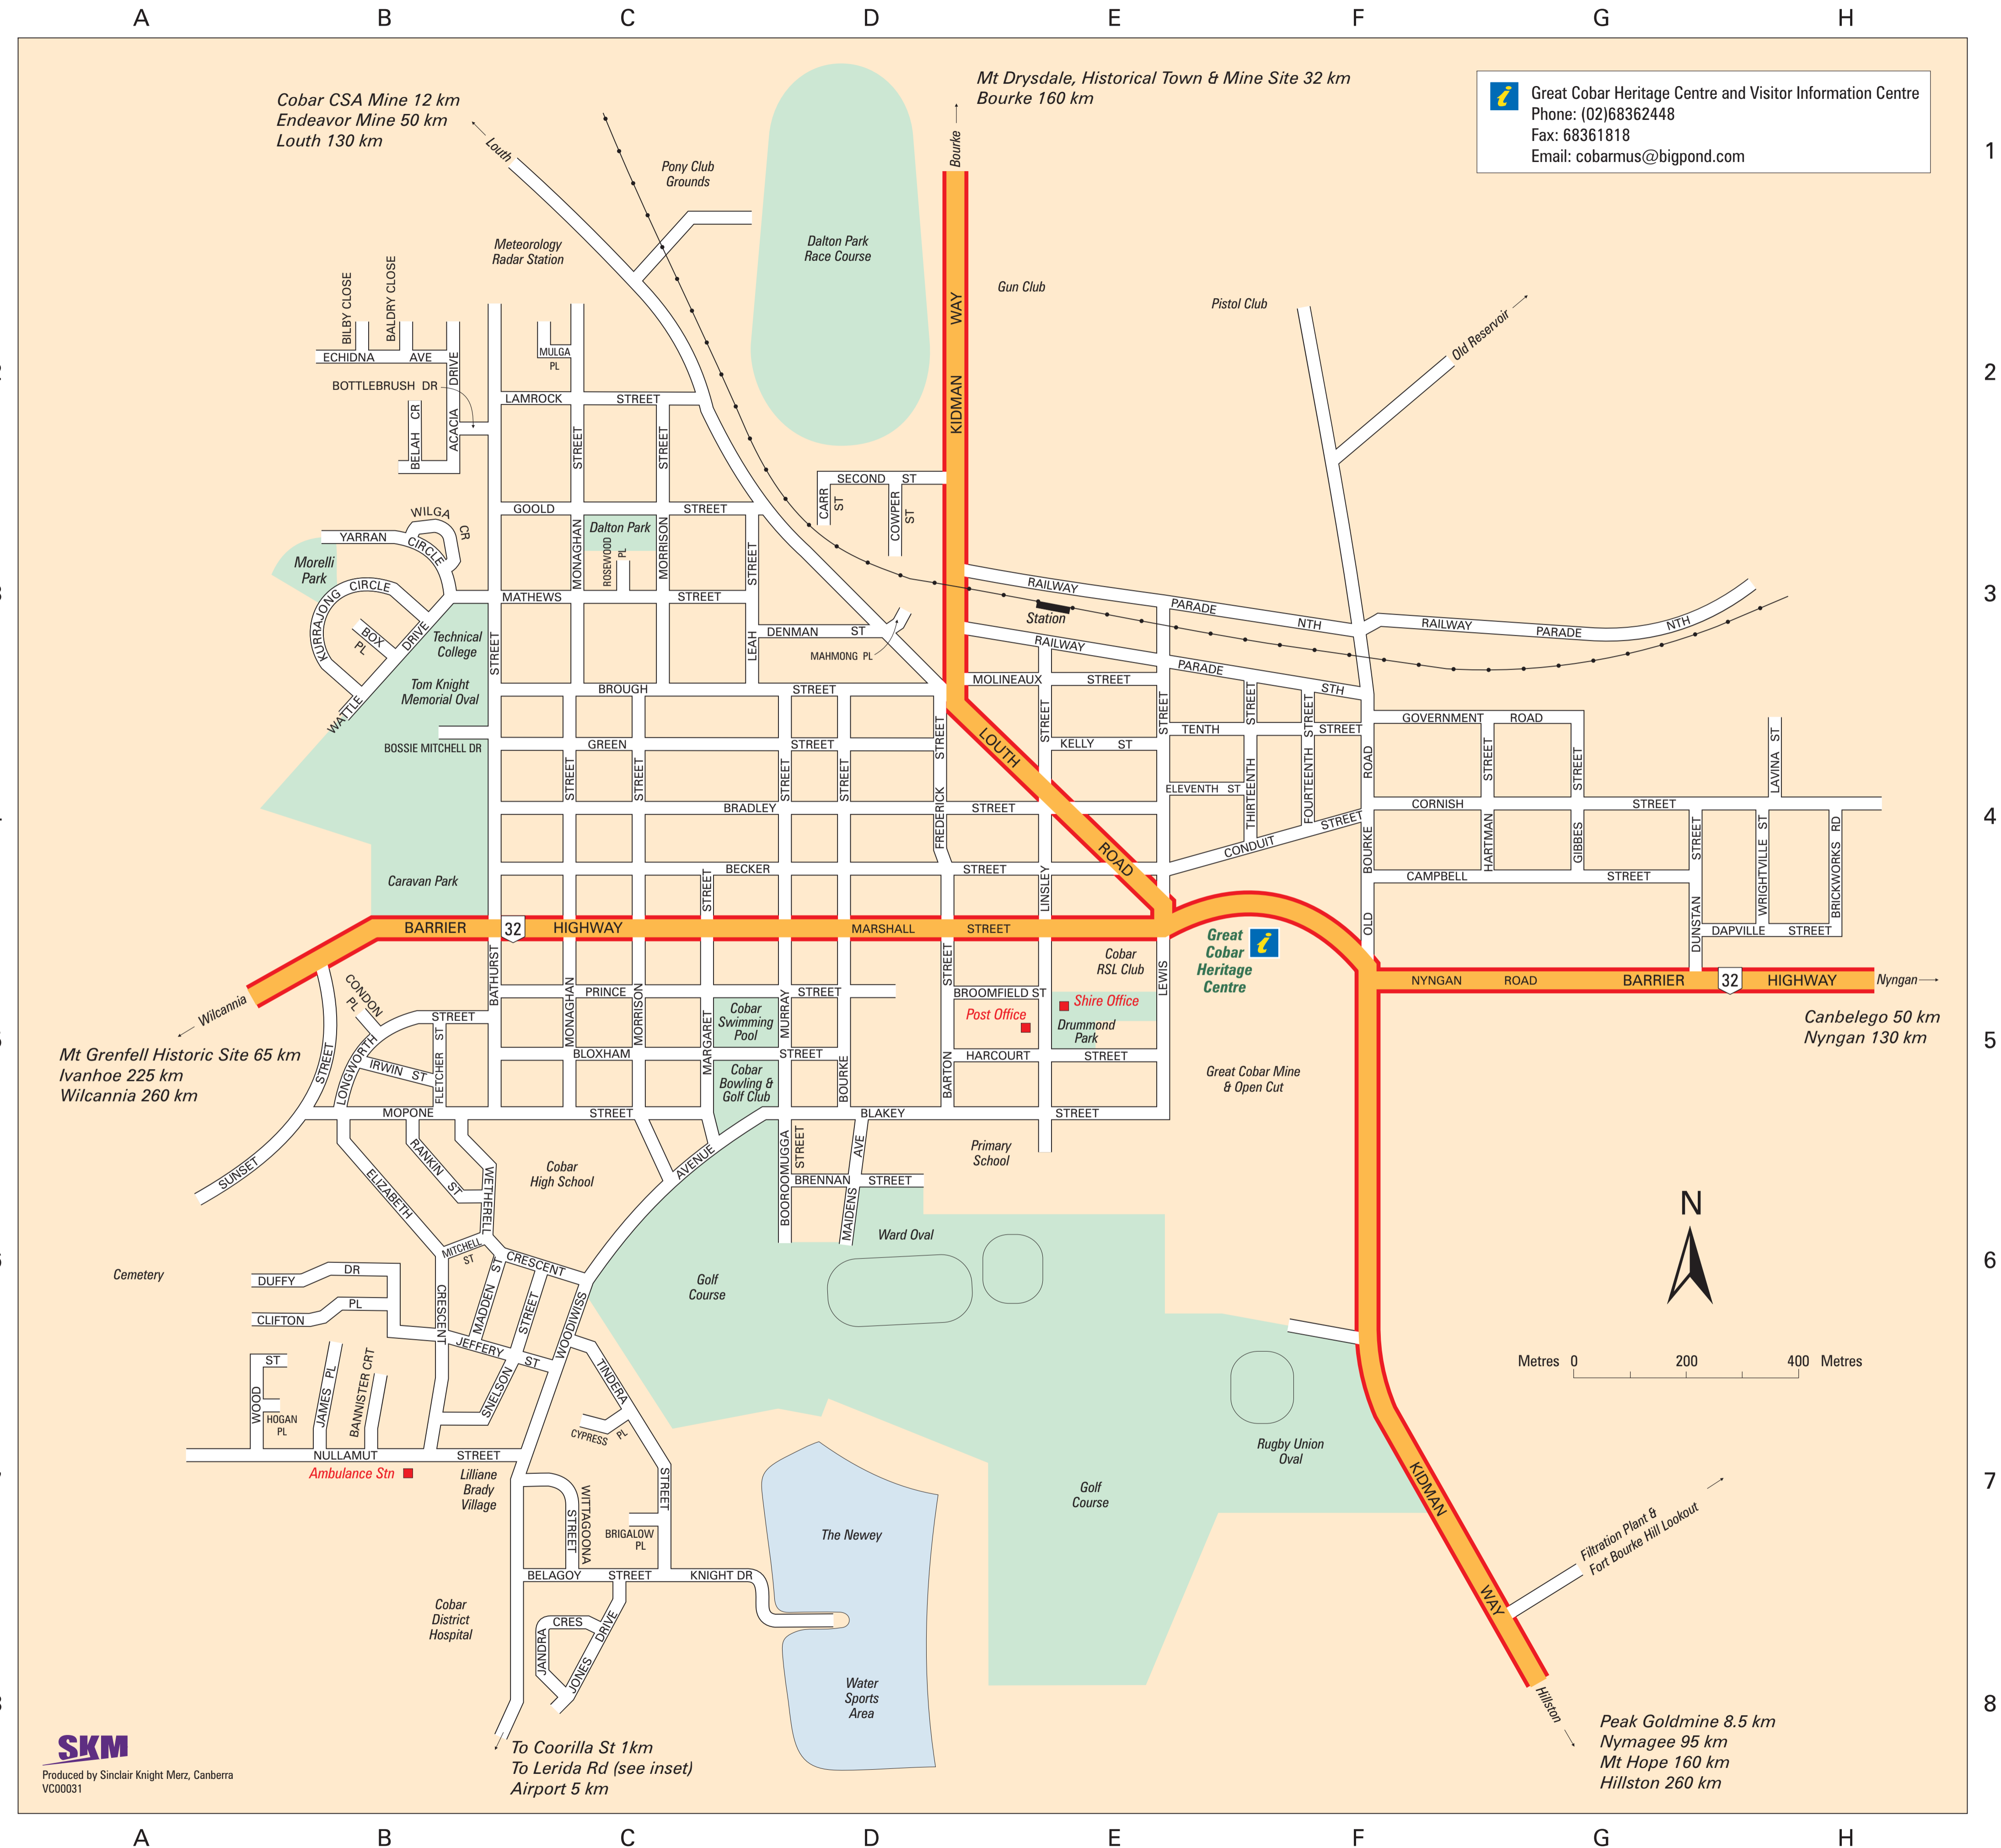 A B C D E F G H
Cobar CSA Mine 12 km
Endeavor Mine 50 km
Louth 130 km
Louth
Mt Drysdale, Historical Town & Mine Site 32 km
Bourke 160 km
Bourke
Great Cobar Heritage Centre and Visitor Information Centre
Phone: (02)68362448
Fax: 68361818
Email: cobarmus@bigpond.com
1
Pony Club
Grounds
Meteorology
Radar Station
Dalton Park
Race Course
Gun Club
Pistol Club
Old Reservoir
KIDMAN WAY
BILBY CLOSE
BALDRY CLOSE
ECHIDNA AVE
ACACIA DRIVE
BOTTLEBRUSH DR
BELAH CR
MULGA
PL
2
LAMROCK STREET
SECOND ST
CARR
ST
COWPER
ST
GOOLD STREET
Dalton Park
ROSEWOOD
PL
MONAGHAN STREET
MORRISON STREET
LEAH STREET
WILGA CR
YARRAN CIRCLE
Morelli
Park
KURRAJONG CIRCLE
BOX
PL
WATTLE DRIVE
MATHEWS STREET
3
Technical
College
Tom Knight
Memorial Oval
BOSSIE MITCHELL DR
DENMAN ST
MAHMONG PL
RAILWAY PARADE NTH
RAILWAY PARADE NTH
Station
RAILWAY PARADE STH
MOLINEAUX STREET
BROUGH STREET
GREEN STREET
KELLY ST
TENTH STREET
ELEVENTH ST
THIRTEENTH STREET
FOURTEENTH STREET
GOVERNMENT ROAD
LAVINA ST
LOUTH ROAD
BRADLEY STREET
CORNISH STREET
4
FREDERICK STREET
LINSLEY STREET
STREET
STREET
STREET
STREET
STREET
CONDUIT STREET
OLD BOURKE ROAD
HARTMAN STREET
GIBBES STREET
DUNSTAN STREET
WRIGHTVILLE ST
BRICKWORKS RD
BECKER STREET
CAMPBELL STREET
DAPVILLE STREET
Caravan Park
BARRIER 32 HIGHWAY
MARSHALL STREET
Great
Cobar
Heritage
Centre
Cobar
RSL Club
NYNGAN ROAD BARRIER 32 HIGHWAY
Nyngan
Canbelego 50 km
Nyngan 130 km
Wilcannia
Mt Grenfell Historic Site 65 km
Ivanhoe 225 km
Wilcannia 260 km
BATHURST STREET
MONAGHAN
MORRISON
MARGARET STREET
MURRAY
BOURKE
BARTON STREET
LEWIS STREET
CONDON
PL
PRINCE STREET
BROOMFIELD ST
Shire Office
Post Office
Drummond
Park
Cobar
Swimming
Pool
5
LONGWORTH STREET
IRWIN ST
FLETCHER ST
BLOXHAM STREET
HARCOURT STREET
Cobar
Bowling &
Golf Club
Great Cobar Mine
& Open Cut
SUNSET STREET
MOPONE STREET
BLAKEY STREET
RANKIN ST
ELIZABETH CRESCENT
WETHERELL CRESCENT
Cobar
High School
WOODIWISS AVENUE
BOOROOMUGGA
STREET
BRENNAN STREET
MAIDENS AVE
Primary
School
Ward Oval
N
6
Cemetery
DUFFY DR
CLIFTON PL
MITCHELL
ST
MADDEN ST
SNELSON STREET
JEFFERY ST
Golf
Course
Metres 0 200 400 Metres
WOOD ST
HOGAN
PL
JAMES PL
BANNISTER CRT
TINDERA STREET
CYPRESS PL
NULLAMUT STREET
Ambulance Stn
Lilliane
Brady
Village
Rugby Union
Oval
Golf
Course
7
WITTAGOONA
STREET
BRIGALOW
PL
The Newey
KIDMAN WAY
Filtration Plant &
Fort Bourke Hill Lookout
BELAGOY STREET
KNIGHT DR
Cobar
District
Hospital
JANDRA CRES
JONES DRIVE
Water
Sports
Area
8
Hillston
Peak Goldmine 8.5 km
Nymagee 95 km
Mt Hope 160 km
Hillston 260 km
To Coorilla St 1km
To Lerida Rd (see inset)
Airport 5 km
SKM
Produced by Sinclair Knight Merz, Canberra
VC00031
A B C D E F G H